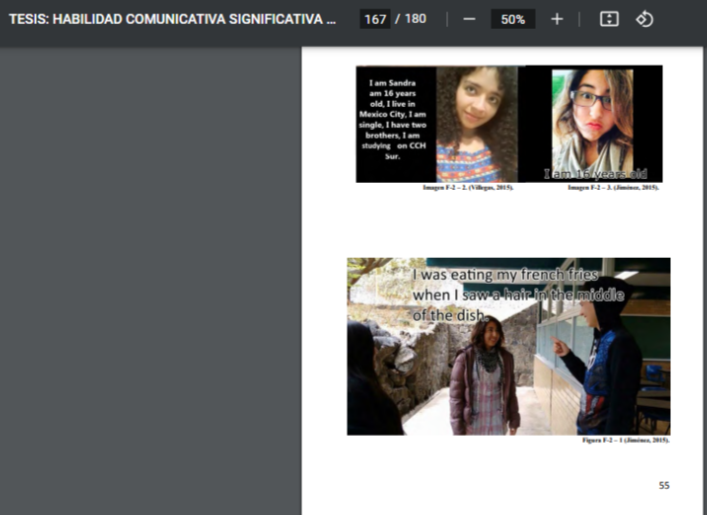 TESIS: HABILIDAD COMUNICATIVA SIGNIFICATIVA ...
167 / 180
50%
I am Sandra
am 16 years
old, I live in
Mexico City, I am
single, I have two
brothers, I am
studying on CCH
Sur.
I am 16 years old
Imagen F-2 – 2. (Villegas, 2015).
Imagen F-2 – 3. (Jiménez, 2015).
I was eating my french fries
when I saw a hair in the middle
of the dish.
Figura F-2 – 1 (Jiménez, 2015).
55